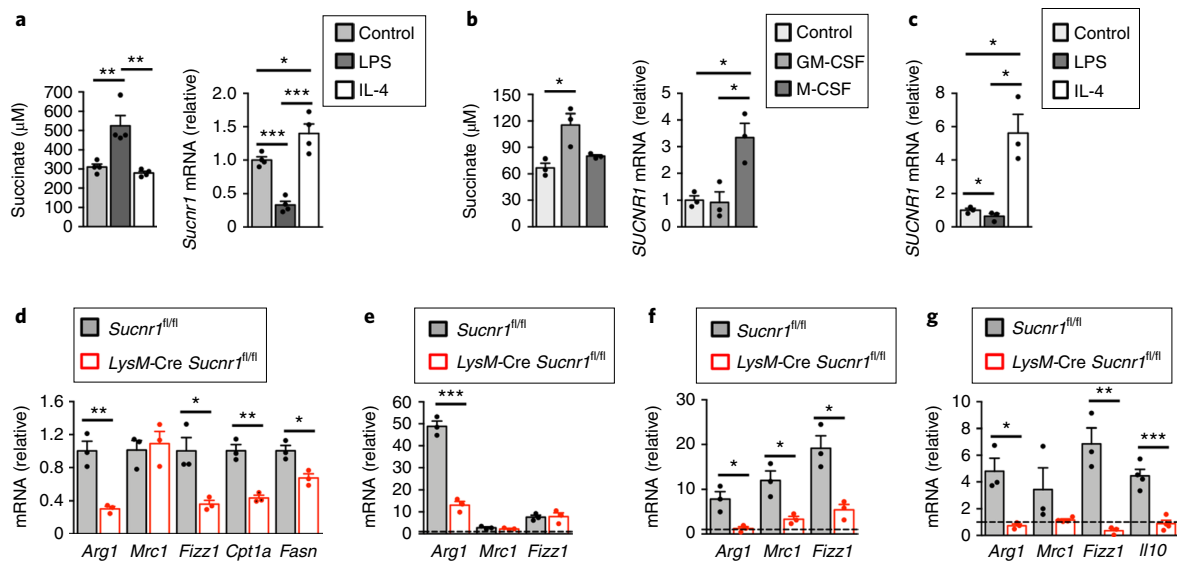 a
Control
LPS
IL-4
Succinate (μM)
700
600
500
400
300
200
100
0
**
**
Sucnr1 mRNA (relative)
2.0
1.5
1.0
0.5
0
*
***
***
b
Control
GM-CSF
M-CSF
Succinate (μM)
150
120
90
60
30
0
*
SUCNR1 mRNA (relative)
5
4
3
2
1
0
*
*
c
Control
LPS
IL-4
SUCNR1 mRNA (relative)
8
6
4
2
0
*
*
*
d
Sucnr1fl/fl
LysM-Cre Sucnr1fl/fl
mRNA (relative)
1.6
1.2
0.8
0.4
0
**
*
**
*
Arg1 Mrc1 Fizz1 Cpt1a Fasn
e
Sucnr1fl/fl
LysM-Cre Sucnr1fl/fl
mRNA (relative)
60
50
40
30
20
10
0
***
Arg1 Mrc1 Fizz1
f
Sucnr1fl/fl
LysM-Cre Sucnr1fl/fl
mRNA (relative)
30
20
10
0
*
*
*
Arg1 Mrc1 Fizz1
g
Sucnr1fl/fl
LysM-Cre Sucnr1fl/fl
mRNA (relative)
10
8
6
4
2
1
0
*
**
***
Arg1 Mrc1 Fizz1 Il10